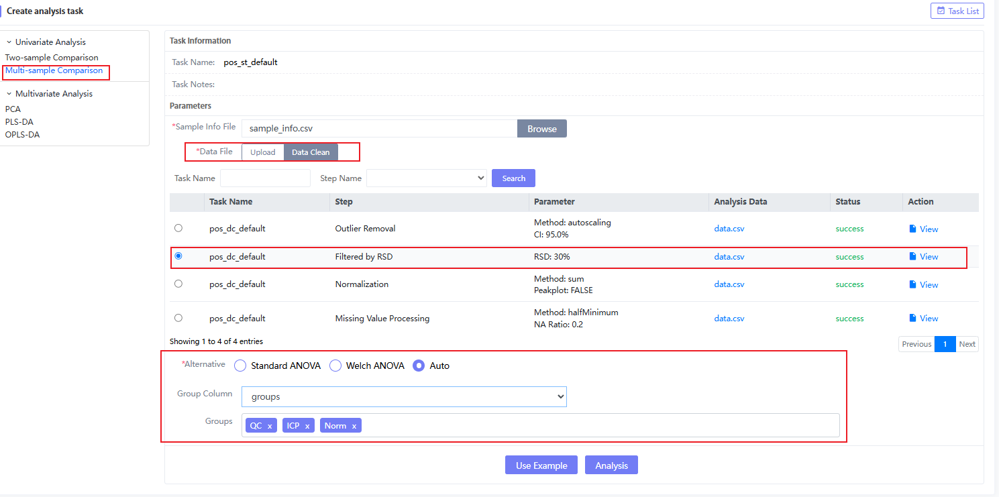 Create analysis task
Task List
Univariate Analysis
Two-sample Comparison
Multi-sample Comparison
Multivariate Analysis
PCA
PLS-DA
OPLS-DA
Task Information
Task Name: pos_st_default
Task Notes:
Parameters
*Sample Info File sample_info.csv Browse
*Data File Upload Data Clean
Task Name Step Name Search
Task Name Step Parameter Analysis Data Status Action
pos_dc_default Outlier Removal Method: autoscaling data.csv success View
CI: 95.0%
pos_dc_default Filtered by RSD RSD: 30% data.csv success View
pos_dc_default Normalization Method: sum data.csv success View
Peakplot: FALSE
pos_dc_default Missing Value Processing Method: halfMinimum data.csv success View
NA Ratio: 0.2
Showing 1 to 4 of 4 entries Previous 1 Next
*Alternative Standard ANOVA Welch ANOVA Auto
Group Column groups
Groups QC x ICP x Norm x
Use Example Analysis